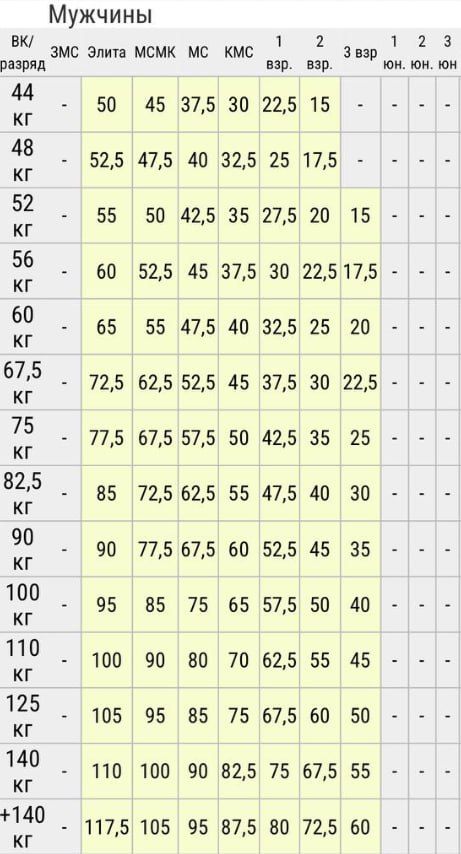 Мужчины
ВК/разряд ЗМС Элита МСМК МС КМС 1 взр. 2 взр. 3 взр 1 юн. 2 юн. 3 юн
44 кг - 50 45 37,5 30 22,5 15 - - - -
48 кг - 52,5 47,5 40 32,5 25 17,5 - - - -
52 кг - 55 50 42,5 35 27,5 20 15 - - -
56 кг - 60 52,5 45 37,5 30 22,5 17,5 - - -
60 кг - 65 55 47,5 40 32,5 25 20 - - -
67,5 кг - 72,5 62,5 52,5 45 37,5 30 22,5 - - -
75 кг - 77,5 67,5 57,5 50 42,5 35 25 - - -
82,5 кг - 85 72,5 62,5 55 47,5 40 30 - - -
90 кг - 90 77,5 67,5 60 52,5 45 35 - - -
100 кг - 95 85 75 65 57,5 50 40 - - -
110 кг - 100 90 80 70 62,5 55 45 - - -
125 кг - 105 95 85 75 67,5 60 50 - - -
140 кг - 110 100 90 82,5 75 67,5 55 - - -
+140 кг - 117,5 105 95 87,5 80 72,5 60 - - -